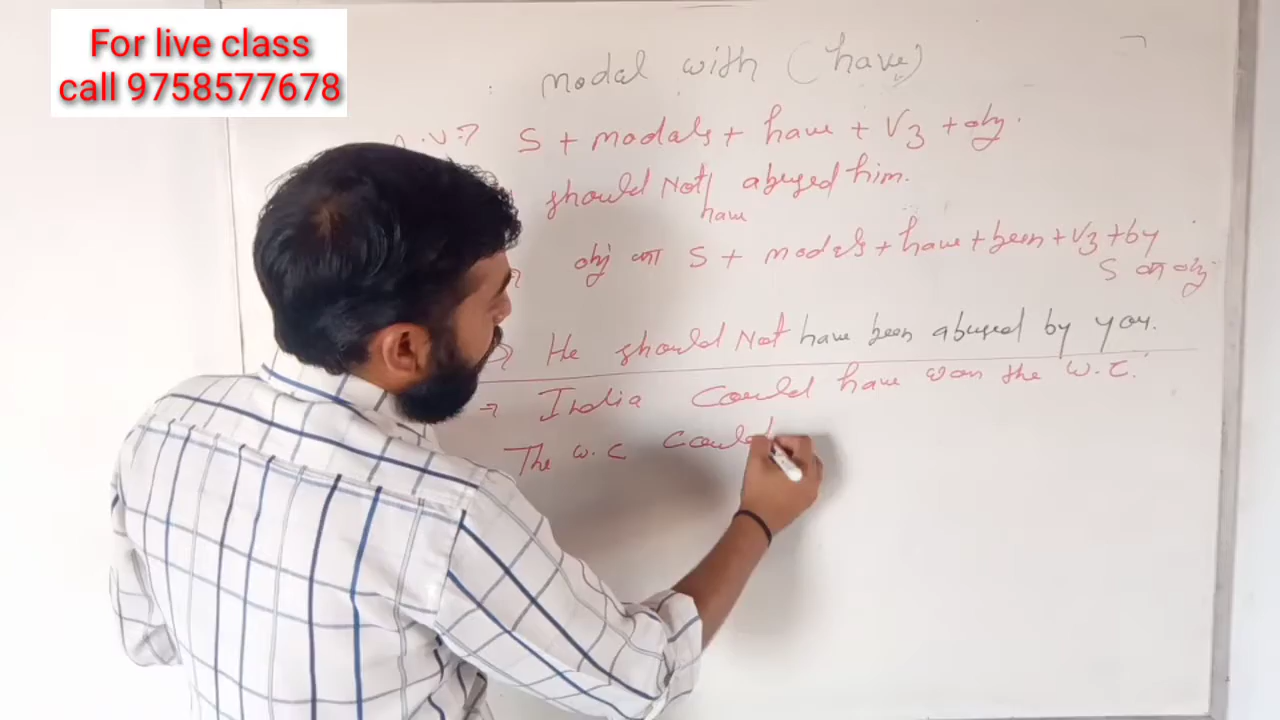 For live class
call 9758577678
modal with (have)
S + modals + have + V3 + obj.
should Not abused him.
have
obj का S + modals + have + been + V3 + by
S का obj
He should Not have been abused by you.
→ India Could have won the W.C.
The W.C Could